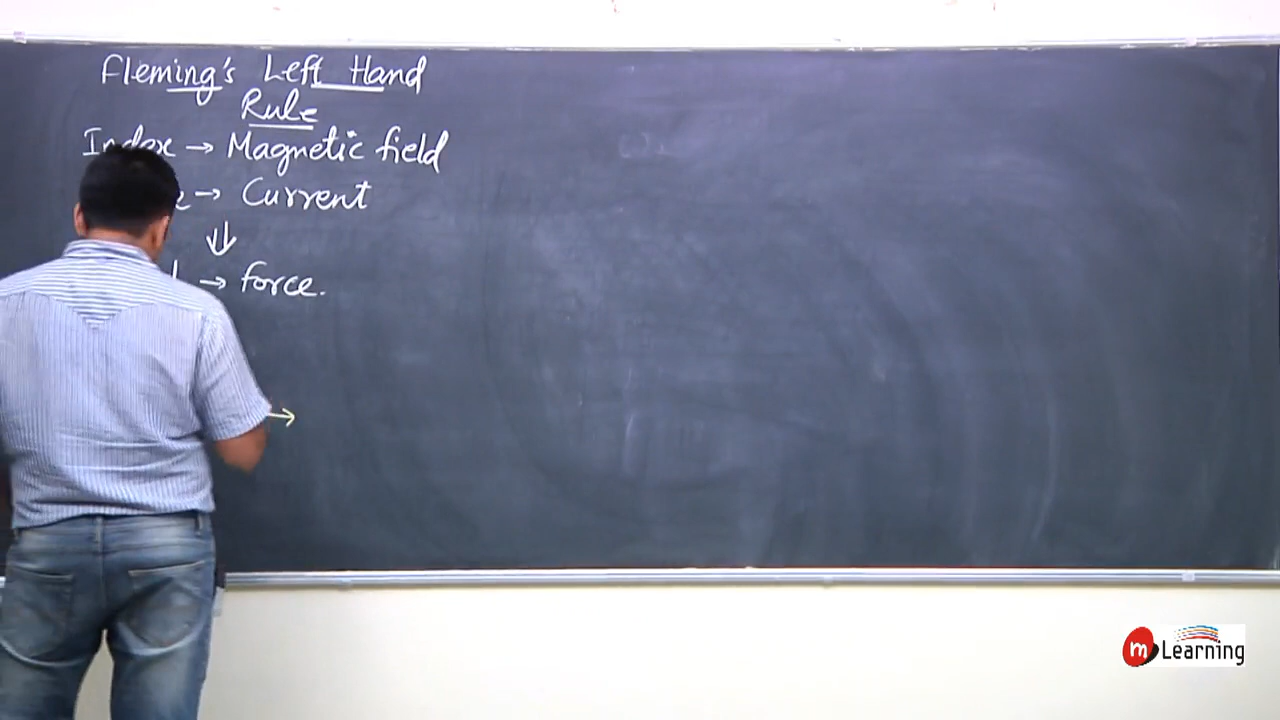 Fleming's Left Hand
Rule
Index → Magnetic field
→ Current
⇓
→ force.
→
m Learning